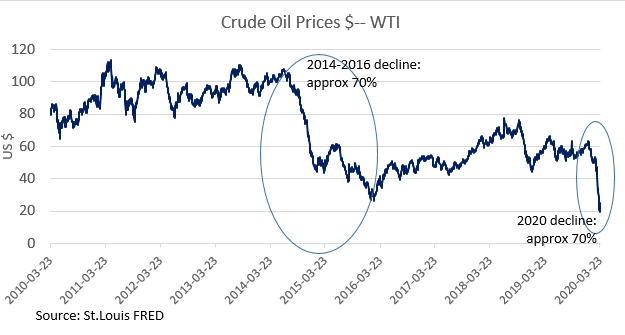 Crude Oil Prices $-- WTI
120
100
80
60
40
20
0
US $
2014-2016 decline:
approx 70%
2020 decline:
approx 70%
2010-03-23
2011-03-23
2012-03-23
2013-03-23
2014-03-23
2015-03-23
2016-03-23
2017-03-23
2018-03-23
2019-03-23
2020-03-23
Source: St.Louis FRED